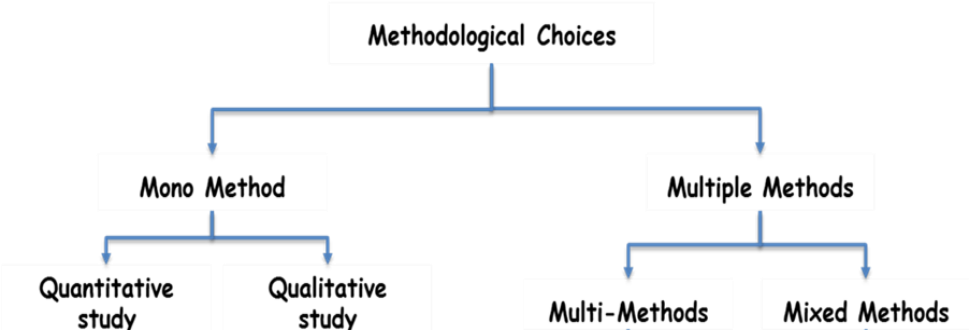 Methodological Choices
Mono Method
Multiple Methods
Quantitative
study
Qualitative
study
Multi-Methods
Mixed Methods